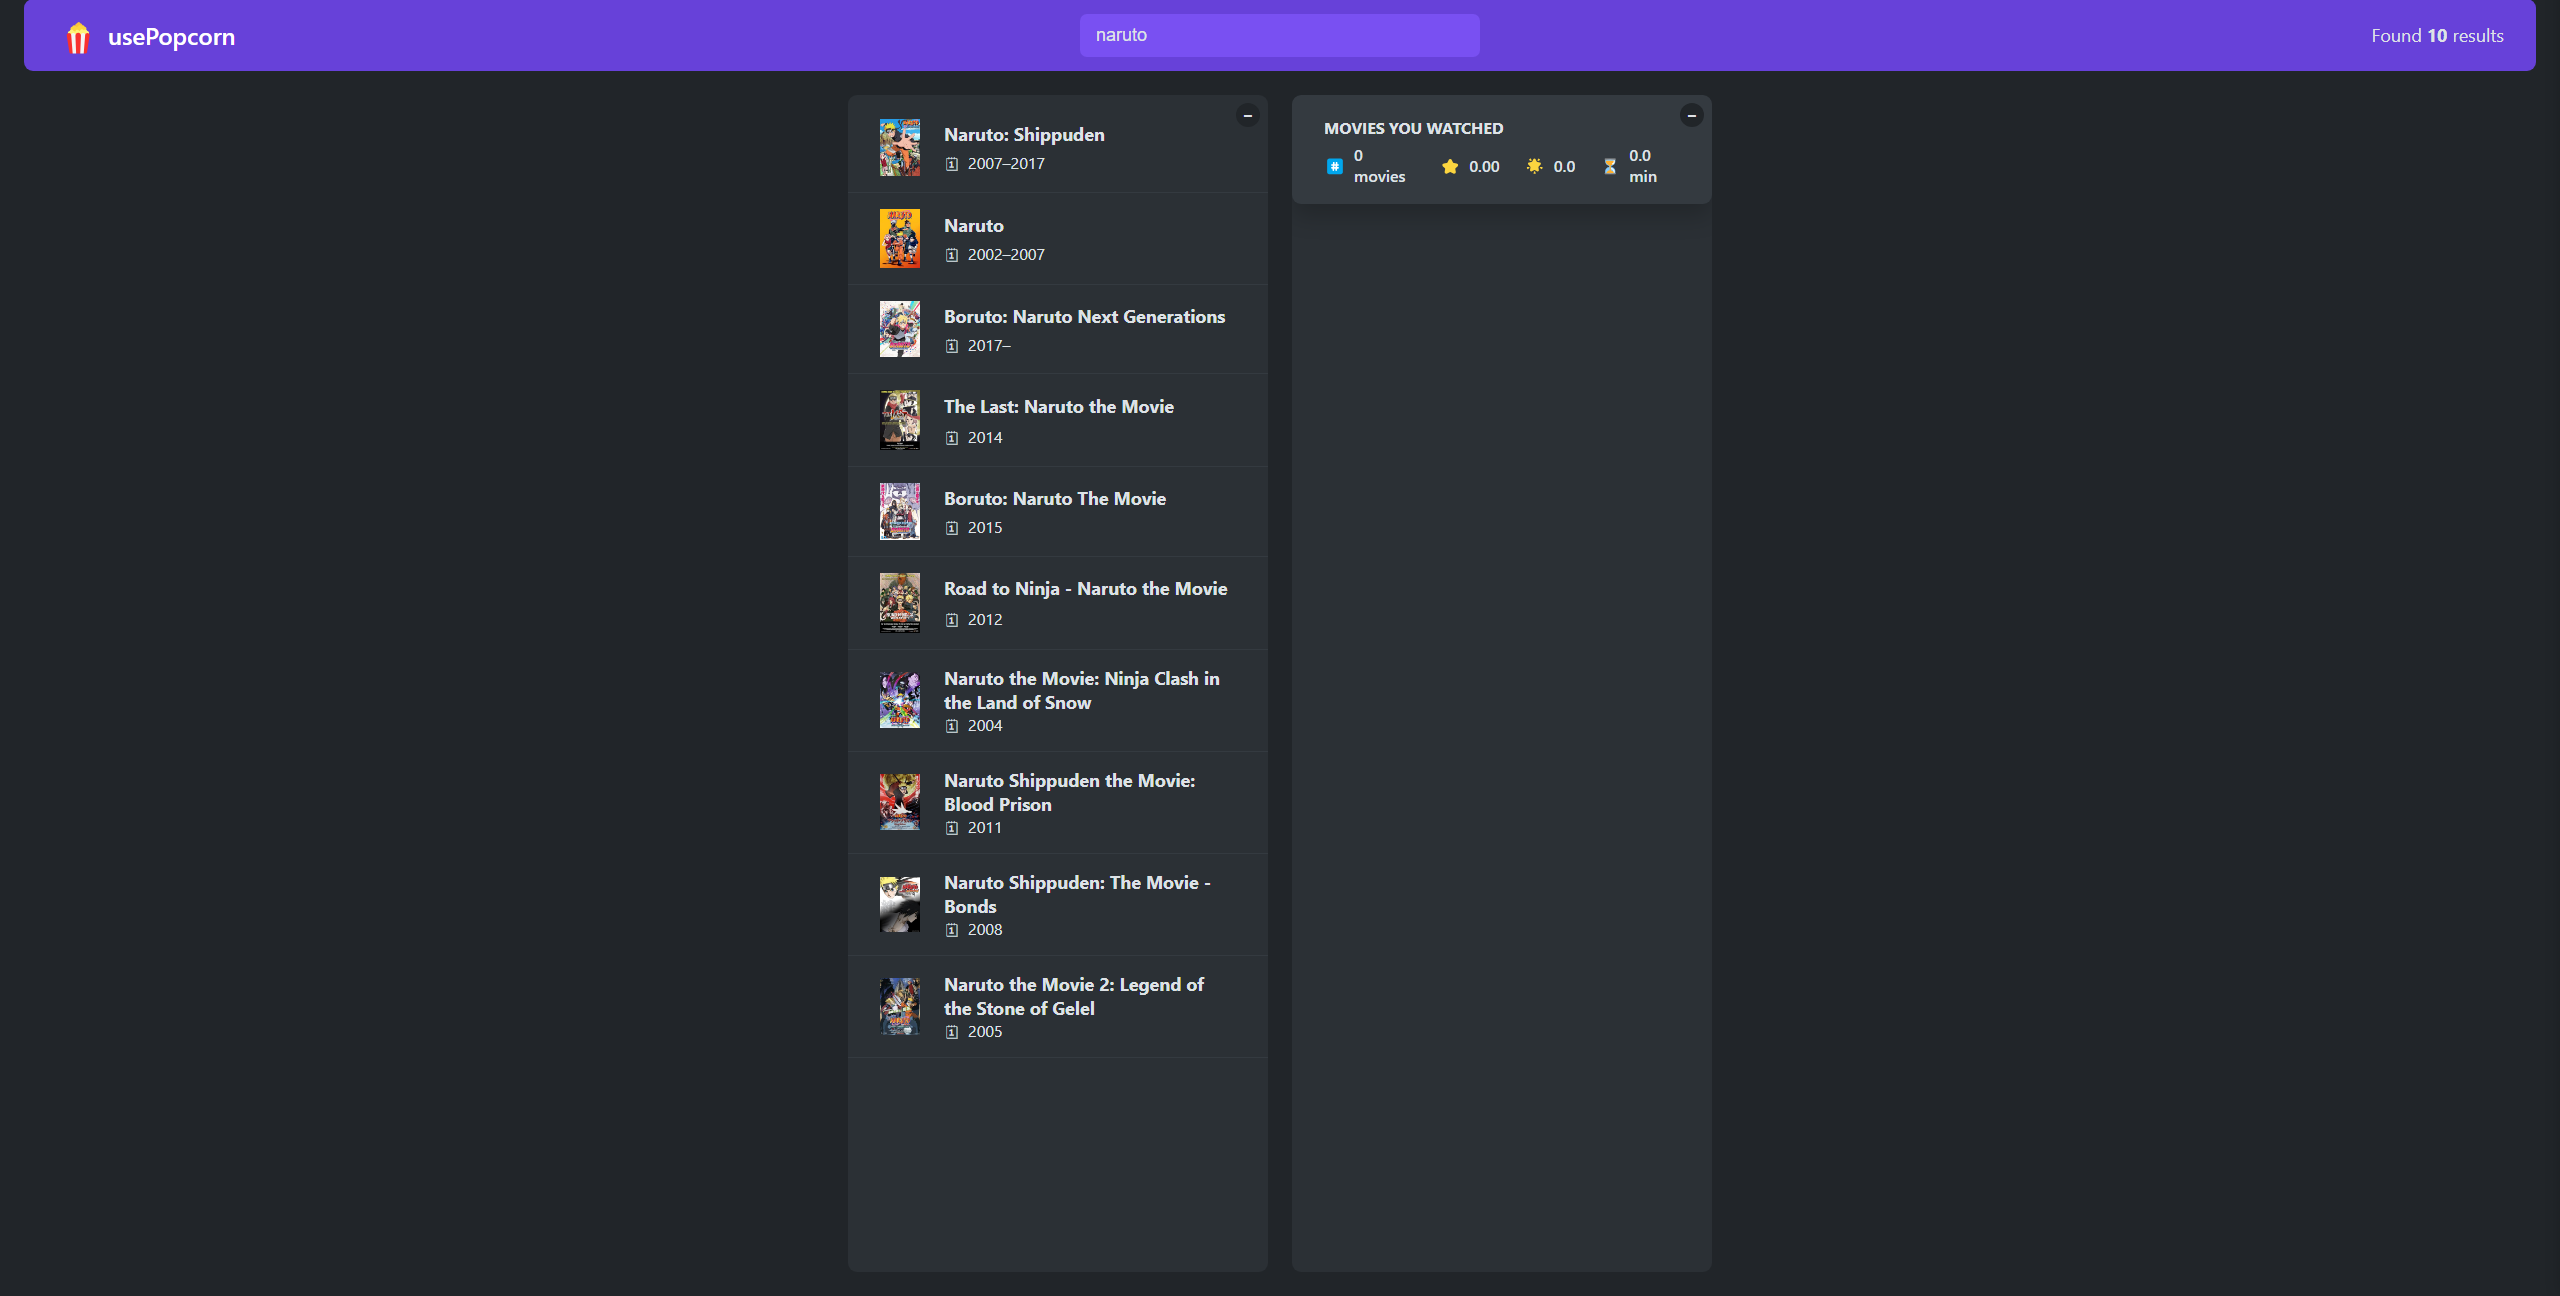 usePopcorn
naruto
Found 10 results
Naruto: Shippuden
2007–2017
Naruto
2002–2007
Boruto: Naruto Next Generations
2017–
The Last: Naruto the Movie
2014
Boruto: Naruto The Movie
2015
Road to Ninja - Naruto the Movie
2012
Naruto the Movie: Ninja Clash in
the Land of Snow
2004
Naruto Shippuden the Movie:
Blood Prison
2011
Naruto Shippuden: The Movie -
Bonds
2008
Naruto the Movie 2: Legend of
the Stone of Gelel
2005
MOVIES YOU WATCHED
0
movies
0.00
0.0
0.0
min